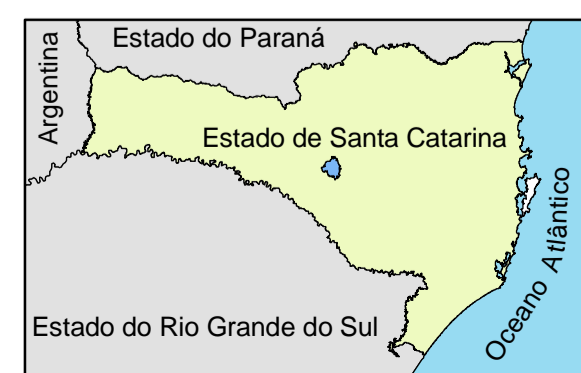 Estado do Paraná
Argentina
Estado de Santa Catarina
Oceano Atlântico
Estado do Rio Grande do Sul